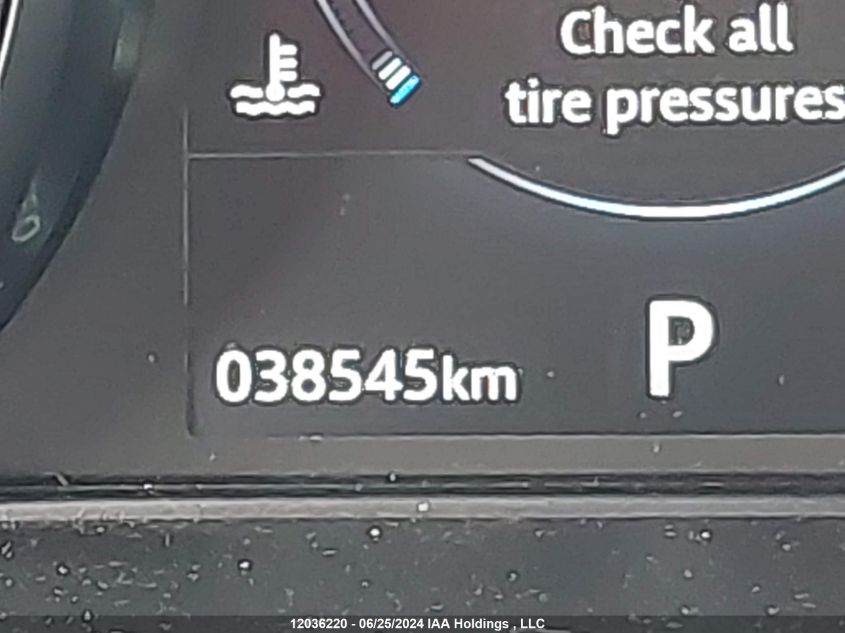 Check all
tire pressures
038545km
P
12036220 - 06/25/2024 IAA Holdings , LLC